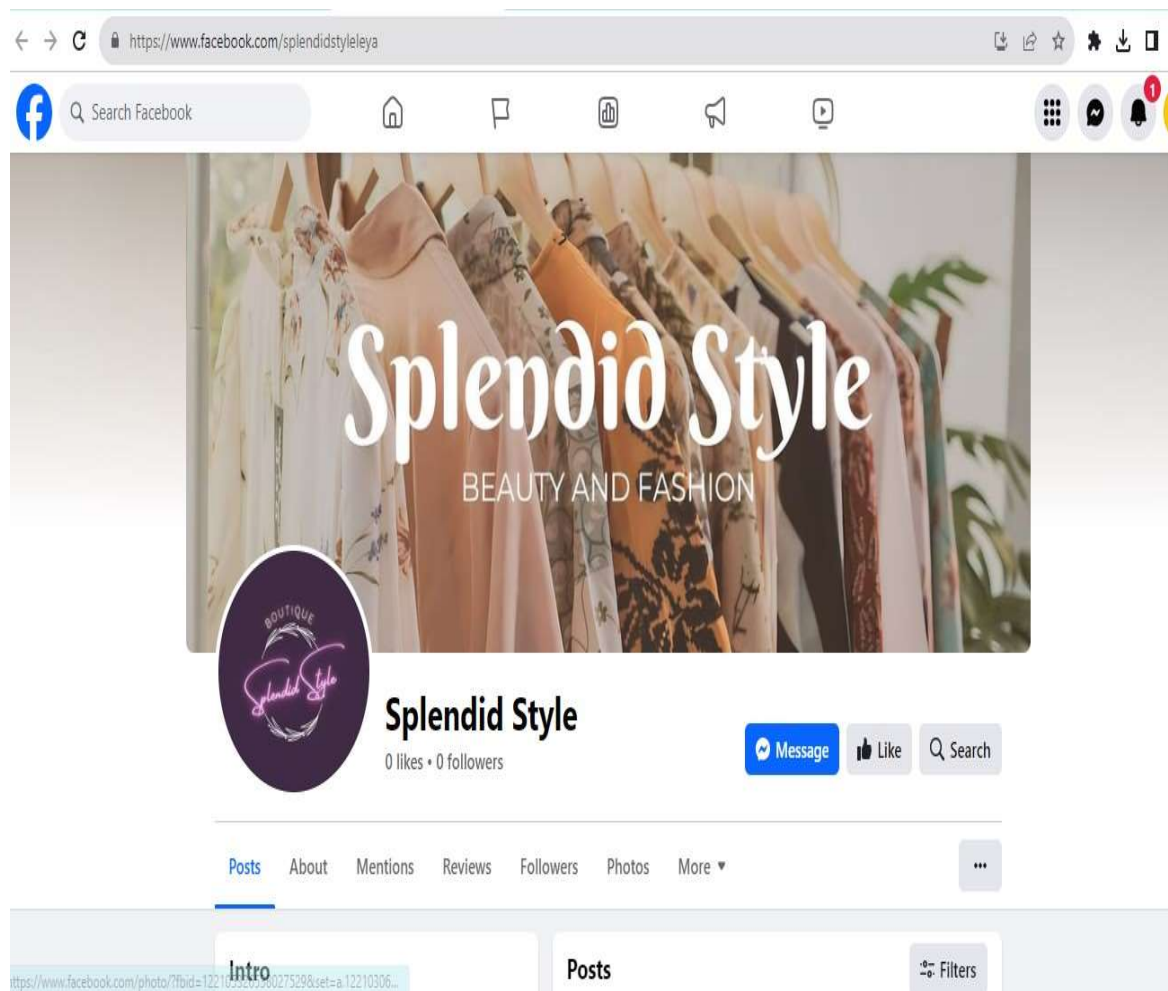 https://www.facebook.com/splendidstyleleya
Search Facebook
1
Splendid Style
BEAUTY AND FASHION
BOUTIQUE
Splendid Style
Splendid Style
0 likes • 0 followers
Message Like Search
Posts About Mentions Reviews Followers Photos More
Intro
Posts
Filters